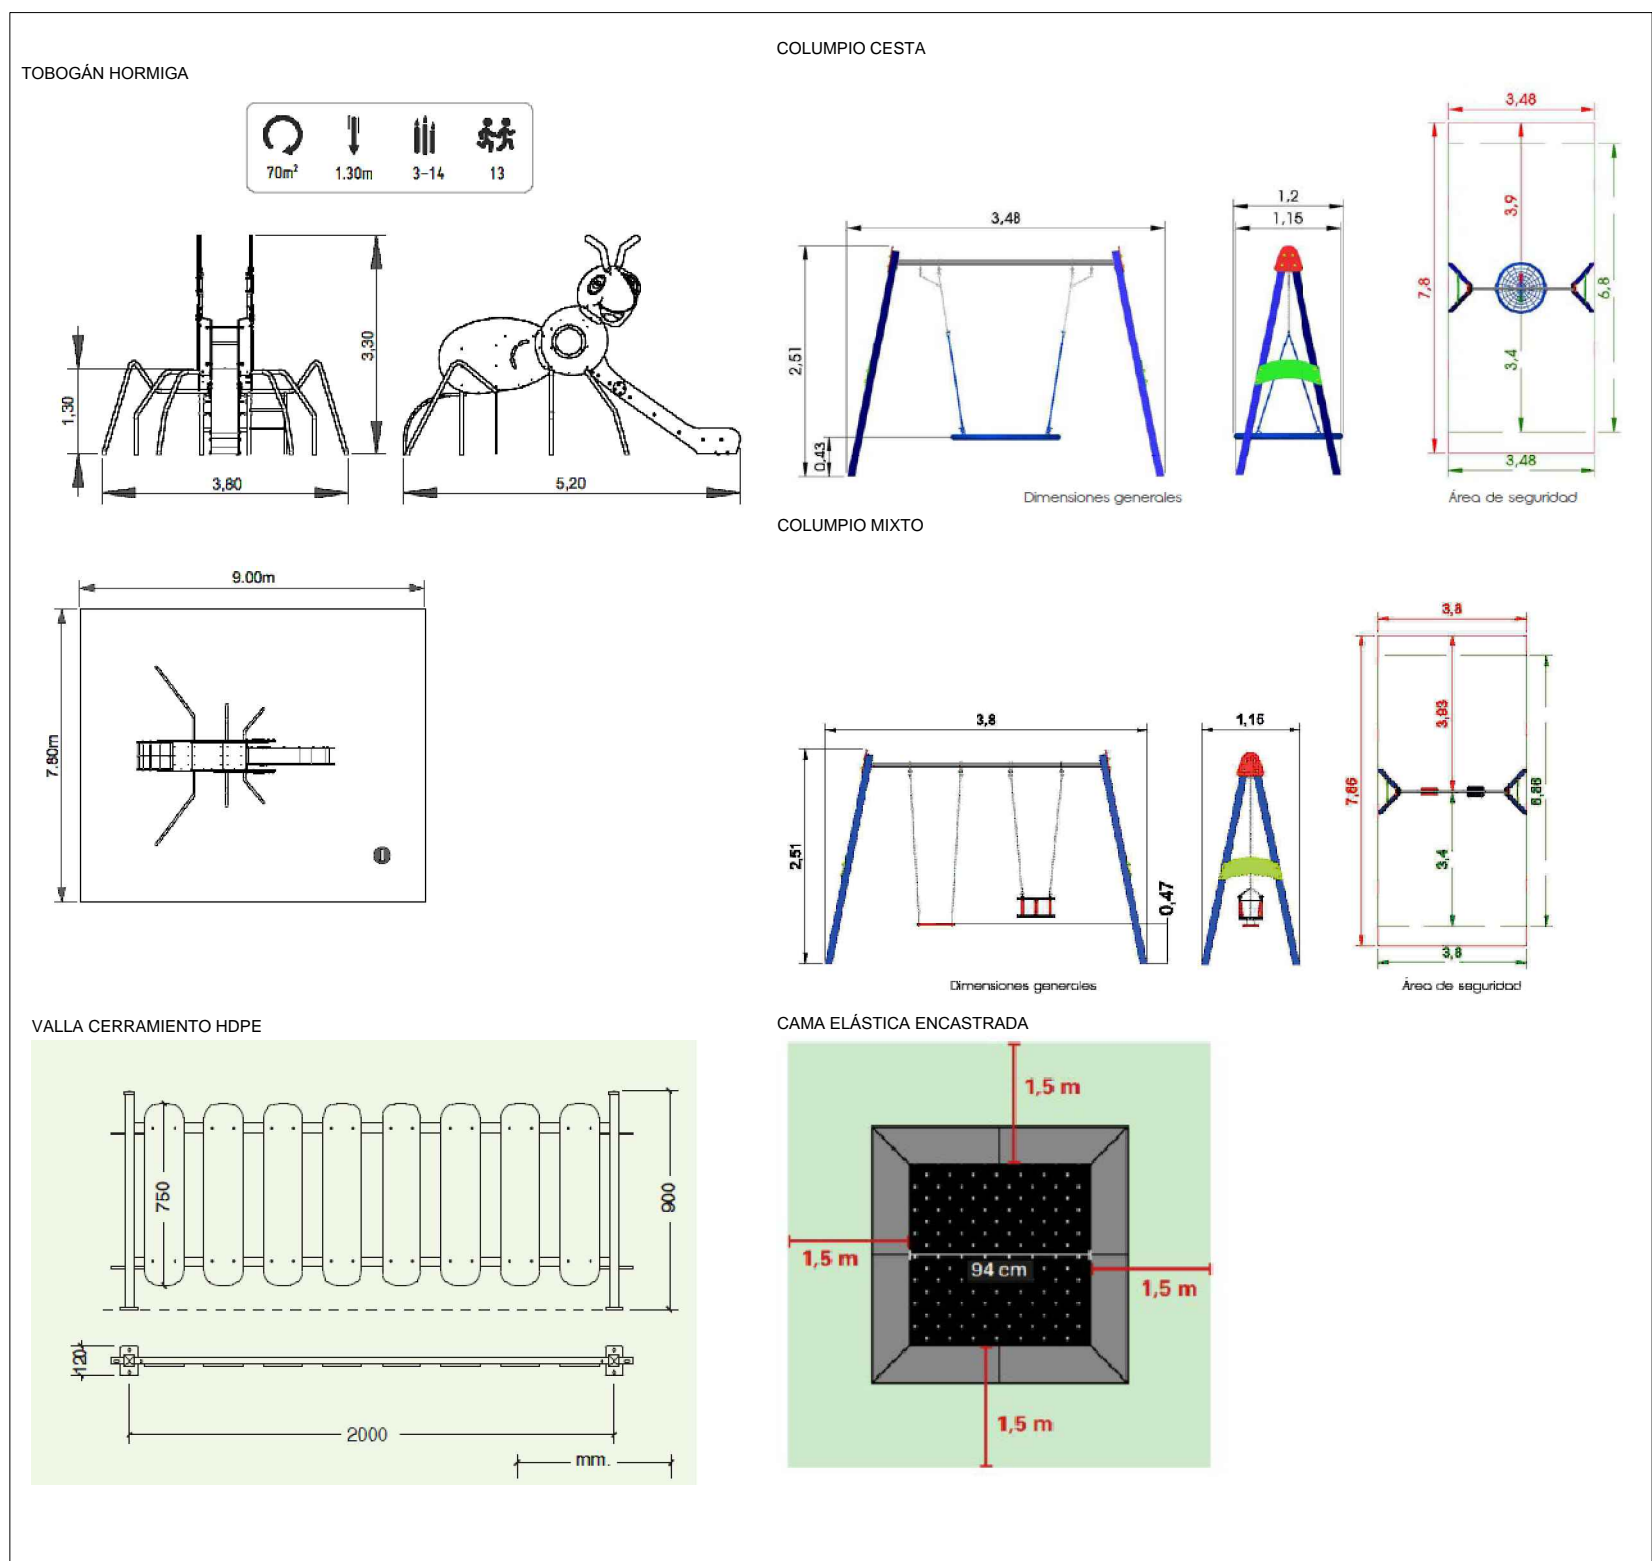 TOBOGÁN HORMIGA
70m²
1.30m
3-14
13
1,30
3,30
3,80
5,20
9.00m
7.80m
COLUMPIO CESTA
3,48
2,51
0,43
1,2
1,15
Dimensiones generales
3,48
7,8
3,9
3,4
6,8
3,48
Área de seguridad
COLUMPIO MIXTO
3,8
2,51
0,47
1,15
Dimensiones generales
3,8
7,86
3,93
3,4
6,86
3,8
Área de seguridad
VALLA CERRAMIENTO HDPE
750
900
120
2000
mm.
CAMA ELÁSTICA ENCASTRADA
1,5 m
1,5 m
94 cm
1,5 m
1,5 m